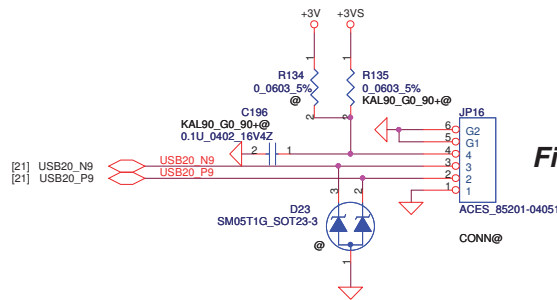 +3V
+3VS
1
1
R134
0_0603_5%
@
R135
0_0603_5%
KAL90_G0_90+@
2
2
C196
KAL90_G0_90+@
0.1U_0402_16V4Z
2
1
JP16
6
G2
5
G1
4
4
3
3
2
2
1
1
ACES_85201-04051
CONN@
[21] USB20_N9
USB20_N9
[21] USB20_P9
USB20_P9
3
2
D23
SM05T1G_SOT23-3
@
1
Fi